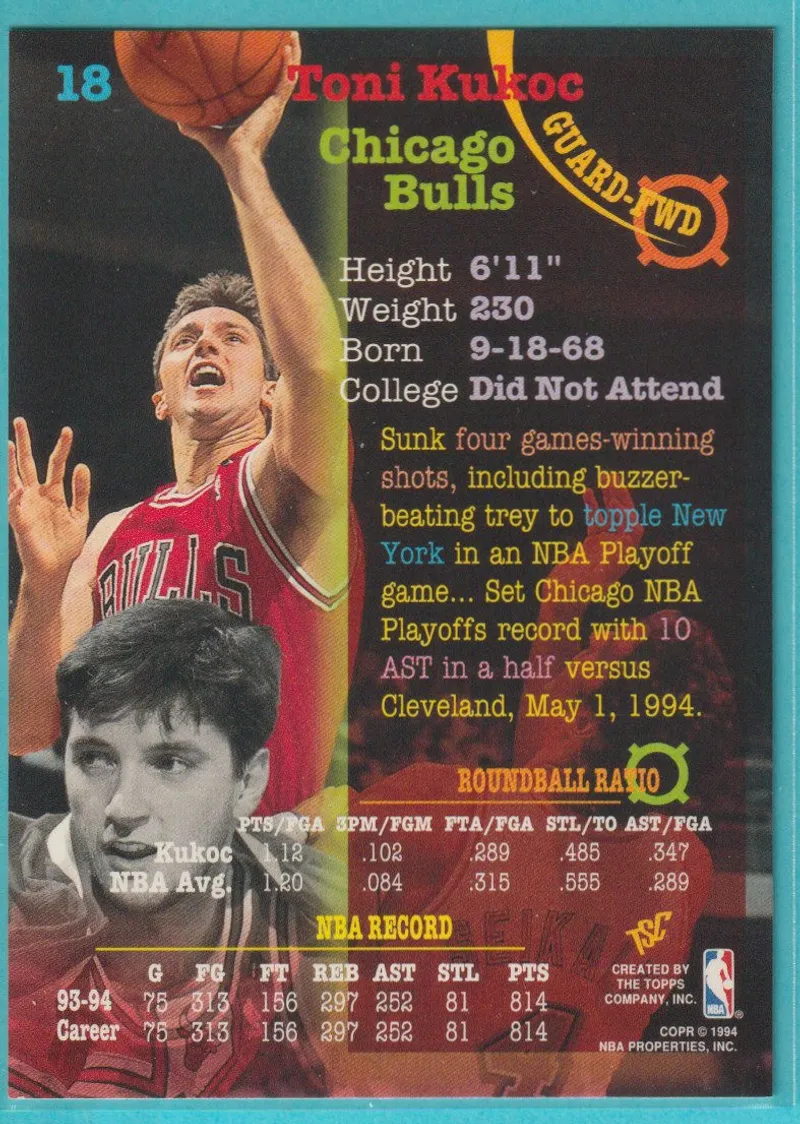 18
Toni Kukoc
Chicago
Bulls
GUARD-FWD
Height 6'11"
Weight 230
Born 9-18-68
College Did Not Attend
Sunk four games-winning
shots, including buzzer-
beating trey to topple New
York in an NBA Playoff
game... Set Chicago NBA
Playoffs record with 10
AST in a half versus
Cleveland, May 1, 1994.
BULLS
ROUNDBALL RATIO
PTS/FGA 3PM/FGM FTA/FGA STL/TO AST/FGA
Kukoc 1.12 .102 .289 .485 .347
NBA Avg. 1.20 .084 .315 .555 .289
NBA RECORD
G FG FT REB AST STL PTS
93-94 75 313 156 297 252 81 814
Career 75 313 156 297 252 81 814
TSC
CREATED BY
THE TOPPS
COMPANY, INC.
NBA
®
COPR © 1994
NBA PROPERTIES, INC.